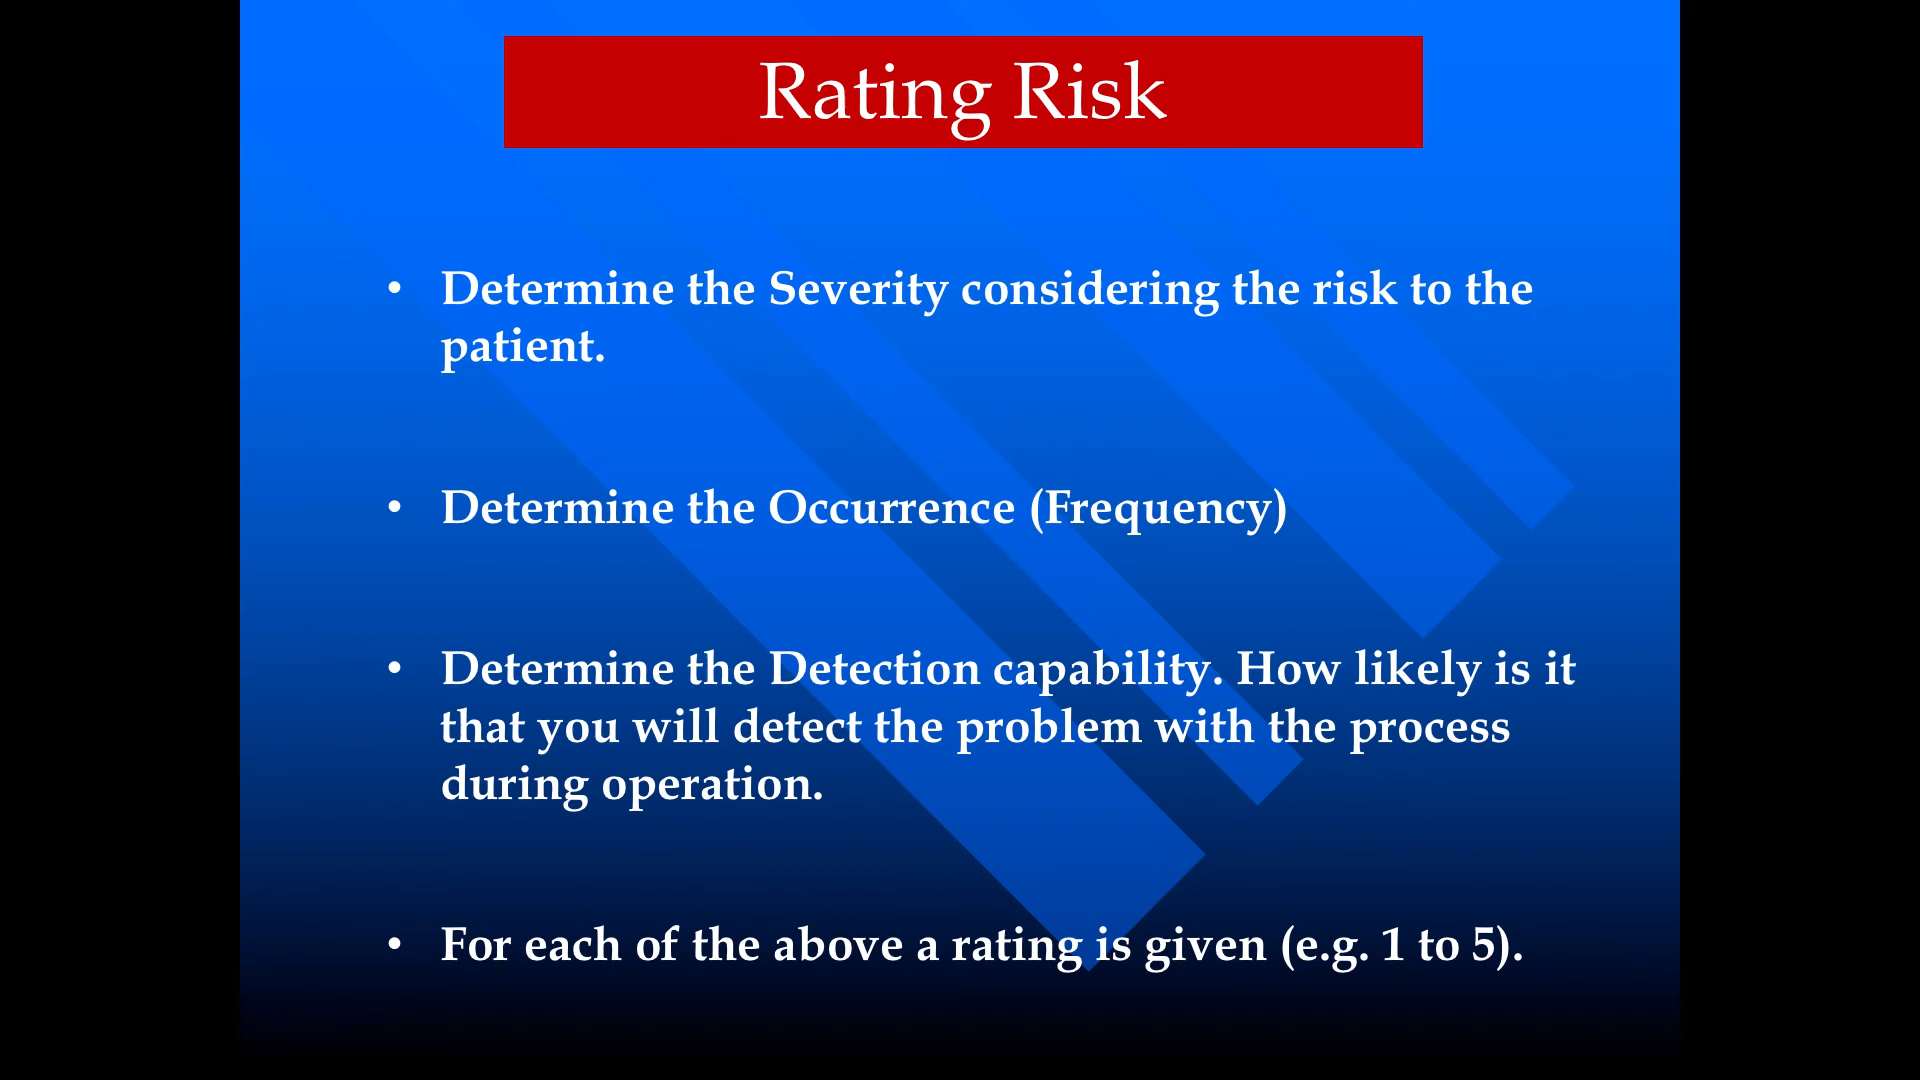 Rating Risk
• Determine the Severity considering the risk to the
patient.
• Determine the Occurrence (Frequency)
• Determine the Detection capability. How likely is it
that you will detect the problem with the process
during operation.
• For each of the above a rating is given (e.g. 1 to 5).